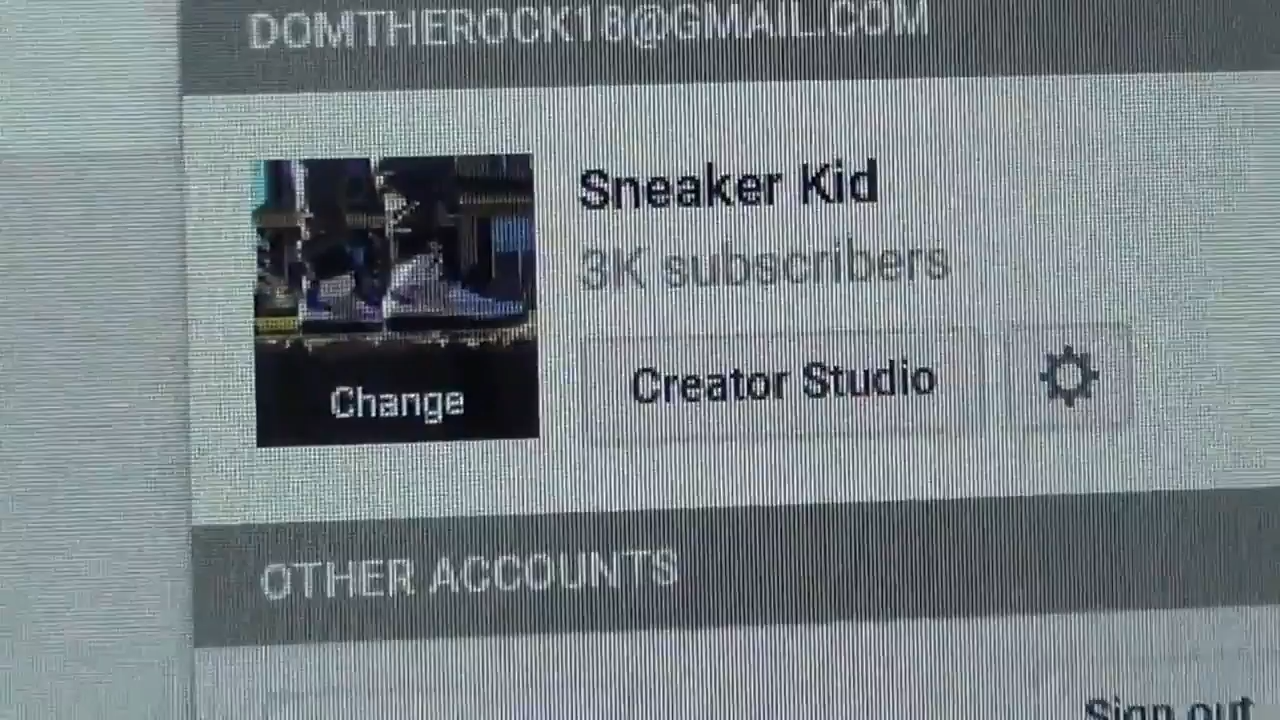 DOMTHEROCK18@GMAIL.COM
Sneaker Kid
3K subscribers
Creator Studio
Change
OTHER ACCOUNTS
Sign out